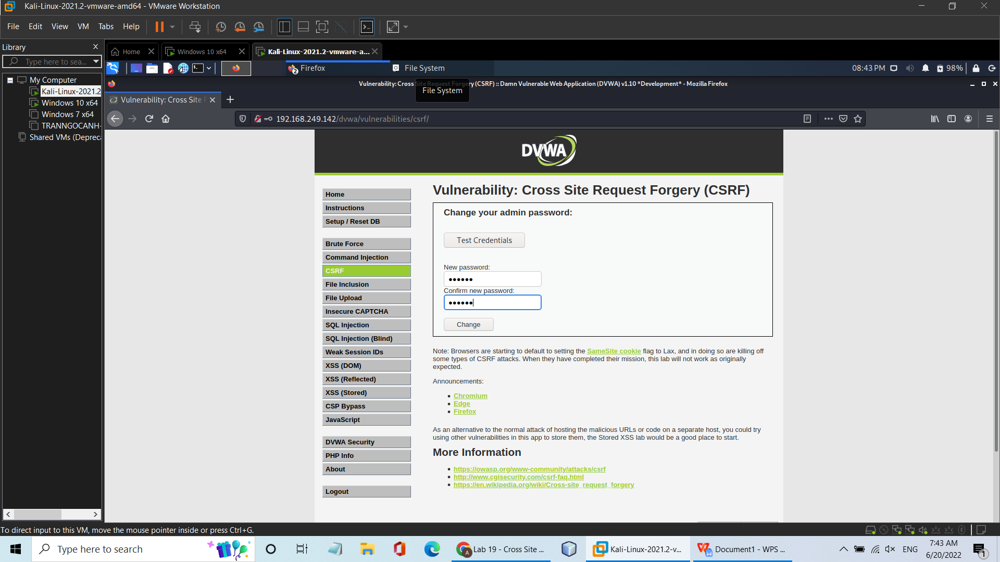 Kali-Linux-2021.2-vmware-amd64 - VMware Workstation
File Edit View VM Tabs Help
Library
Type here to sea...
Home
Windows 10 x64
Kali-Linux-2021.2-vmware-a...
My Computer
Kali-Linux-2021.2
Windows 10 x64
Windows 7 x64
TRANNGOCANH-
Shared VMs (Depreca
2
Firefox
File System
08:43 PM
98%
Vulnerability: Cross Site Request Forgery (CSRF) :: Damn Vulnerable Web Application (DVWA) v1.10 *Development* - Mozilla Firefox
File System
Vulnerability: Cross Site F
192.168.249.142/dvwa/vulnerabilities/csrf/
DVWA
Home
Instructions
Setup / Reset DB
Brute Force
Command Injection
CSRF
File Inclusion
File Upload
Insecure CAPTCHA
SQL Injection
SQL Injection (Blind)
Weak Session IDs
XSS (DOM)
XSS (Reflected)
XSS (Stored)
CSP Bypass
JavaScript
DVWA Security
PHP Info
About
Logout
Vulnerability: Cross Site Request Forgery (CSRF)
Change your admin password:
Test Credentials
New password:
●●●●●●
Confirm new password:
●●●●●●
Change
Note: Browsers are starting to default to setting the SameSite cookie flag to Lax, and in doing so are killing off
some types of CSRF attacks. When they have completed their mission, this lab will not work as originally
expected.
Announcements:
• Chromium
• Edge
• Firefox
As an alternative to the normal attack of hosting the malicious URLs or code on a separate host, you could try
using other vulnerabilities in this app to store them, the Stored XSS lab would be a good place to start.
More Information
• https://owasp.org/www-community/attacks/csrf
• http://www.cgisecurity.com/csrf-faq.html
• https://en.wikipedia.org/wiki/Cross-site_request_forgery
To direct input to this VM, move the mouse pointer inside or press Ctrl+G.
Type here to search
Lab 19 - Cross Site ...
Kali-Linux-2021.2-v...
Document1 - WPS ...
ENG
7:43 AM
6/20/2022
1